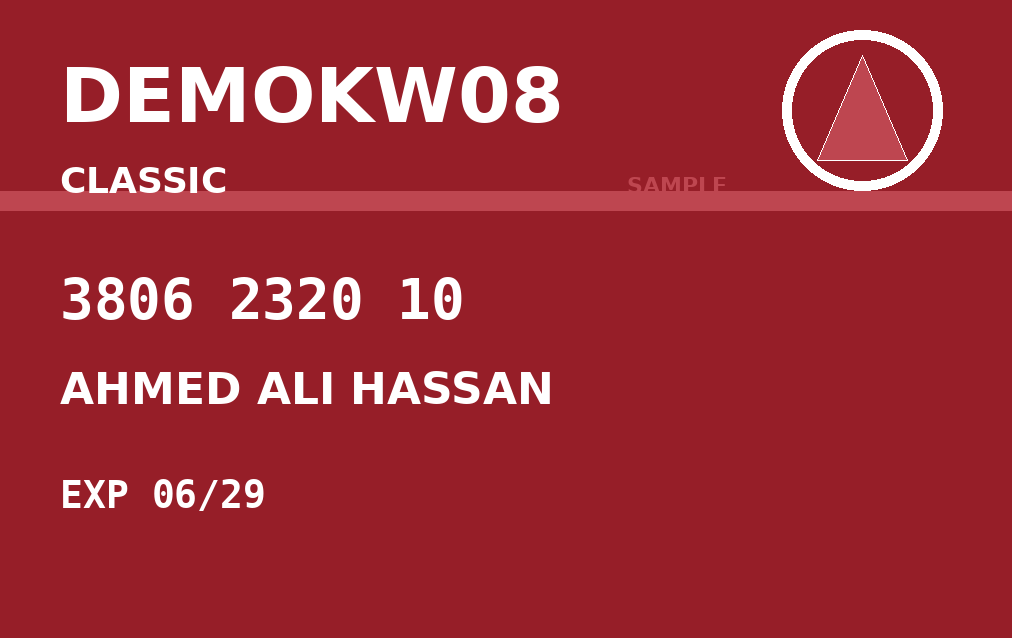 DEMOKW08
CLASSIC
SAMPLE
3806 2320 10
AHMED ALI HASSAN
EXP 06/29